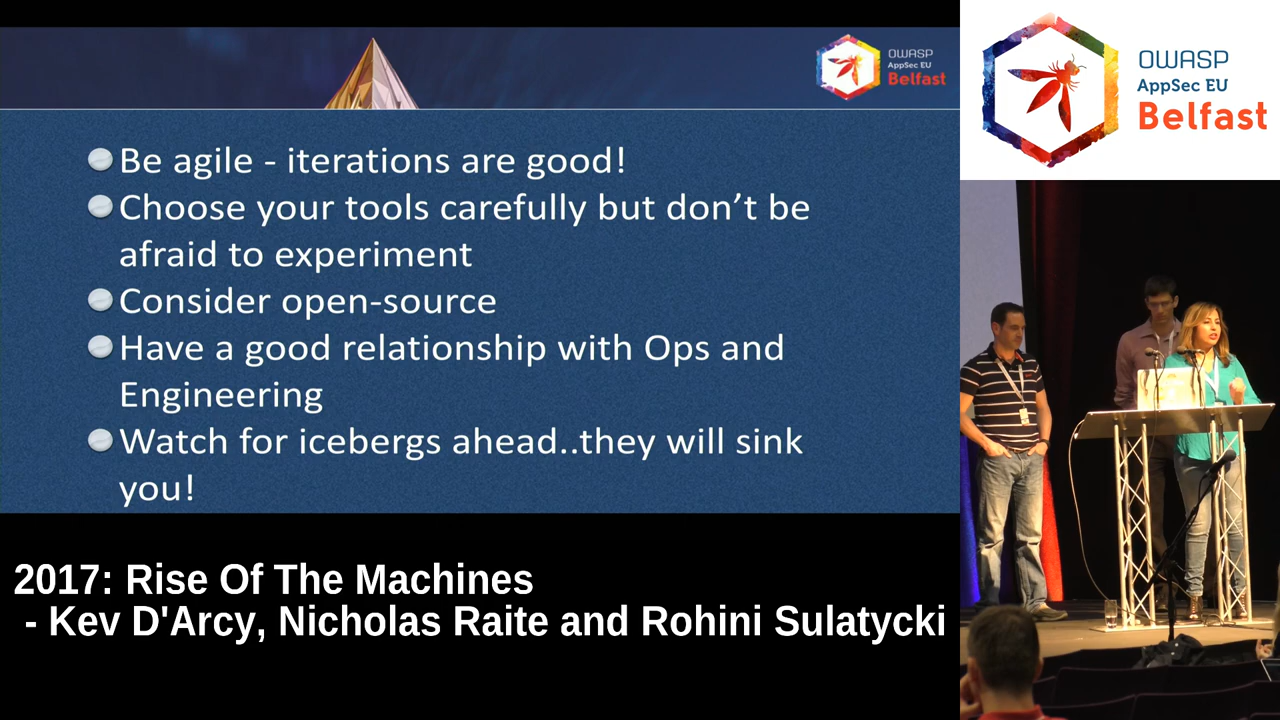 OWASP
AppSec EU
Belfast
Be agile - iterations are good!
Choose your tools carefully but don’t be
afraid to experiment
Consider open-source
Have a good relationship with Ops and
Engineering
Watch for icebergs ahead..they will sink
you!
OWASP
AppSec EU
Belfast
2017: Rise Of The Machines
- Kev D'Arcy, Nicholas Raite and Rohini Sulatycki